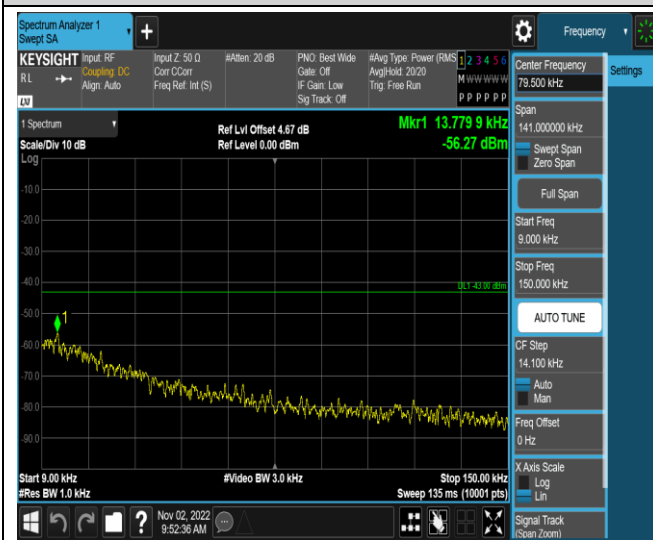 Spectrum Analyzer 1
Swept SA
Frequency
KEYSIGHT
RL
LXI
Input: RF
Coupling: DC
Align: Auto
Input Z: 50 Ω
Corr CCorr
Freq Ref: Int (S)
#Atten: 20 dB
PNO: Best Wide
Gate: Off
IF Gain: Low
Sig Track: Off
#Avg Type: Power (RMS
Avg|Hold: 20/20
Trig: Free Run
1 2 3 4 5 6
M W W W W W
P P P P P P
Settings
Center Frequency
79.500 kHz
Span
141.000000 kHz
Swept Span
Zero Span
Full Span
Start Freq
9.000 kHz
Stop Freq
150.000 kHz
AUTO TUNE
CF Step
14.100 kHz
Auto
Man
Freq Offset
0 Hz
X Axis Scale
Log
Lin
Signal Track
(Span Zoom)
1 Spectrum
Scale/Div 10 dB
Ref Lvl Offset 4.67 dB
Ref Level 0.00 dBm
Mkr1 13.779 9 kHz
-56.27 dBm
Log
-10.0
-20.0
-30.0
-40.0
DL1 -43.00 dBm
-50.0
1
-60.0
-70.0
-80.0
-90.0
Start 9.00 kHz
#Video BW 3.0 kHz
Stop 150.00 kHz
#Res BW 1.0 kHz
Sweep 135 ms (10001 pts)
?
Nov 02, 2022
9:52:36 AM